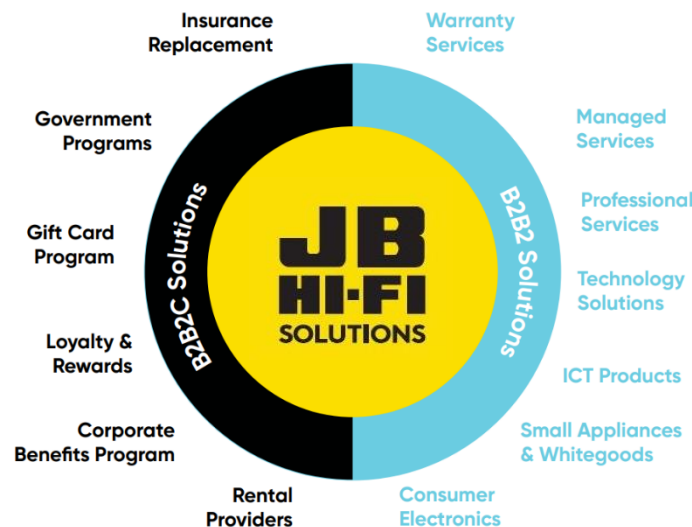 Insurance
Replacement
Government
Programs
Gift Card
Program
Loyalty &
Rewards
Corporate
Benefits Program
Rental
Providers
B2B2C Solutions
JB
HI-FI
SOLUTIONS
B2B2 Solutions
Warranty
Services
Managed
Services
Professional
Services
Technology
Solutions
ICT Products
Small Appliances
& Whitegoods
Consumer
Electronics